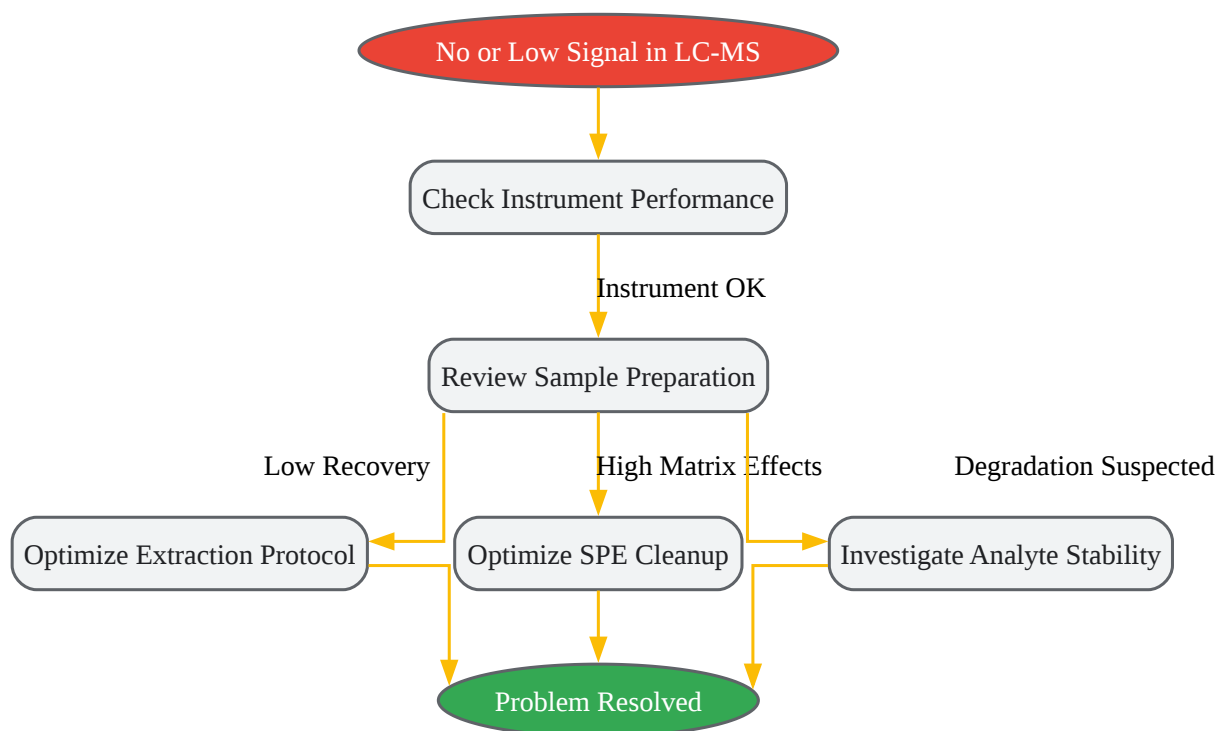 No or Low Signal in LC-MS
Check Instrument Performance
Instrument OK
Review Sample Preparation
Low Recovery
High Matrix Effects
Degradation Suspected
Optimize Extraction Protocol
Optimize SPE Cleanup
Investigate Analyte Stability
Problem Resolved